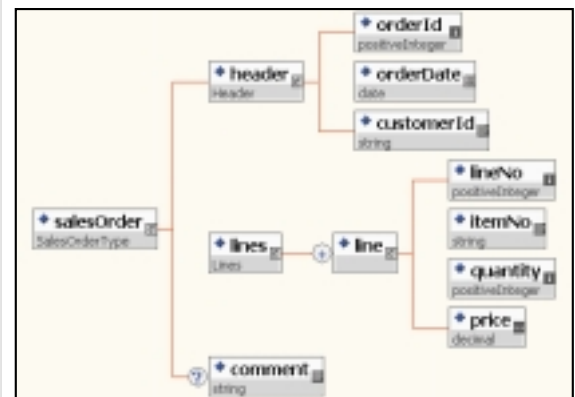 orderId
positiveInteger
header
Header
orderDate
date
customerId
string
salesOrder
SalesOrderType
lines
Lines
+
line
lineNo
positiveInteger
itemNo
string
quantity
positiveInteger
price
decimal
?
comment
string